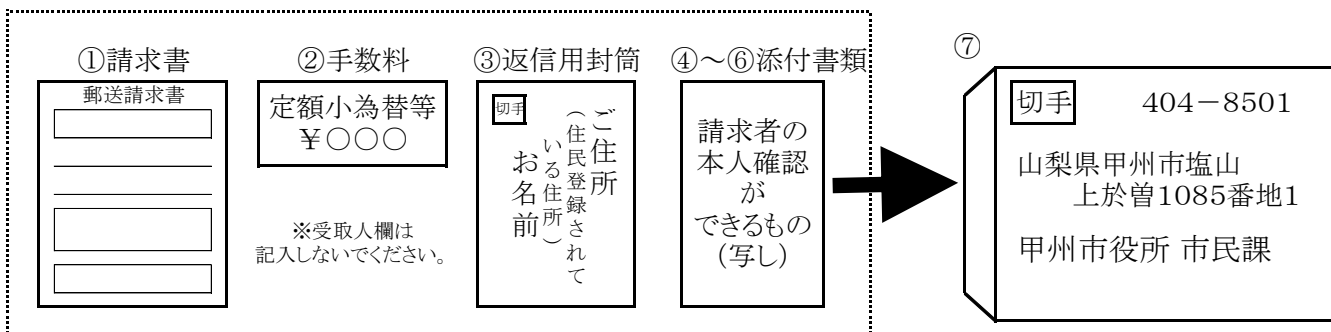 ①請求書
郵送請求書
②手数料
定額小為替等
¥○○○
※受取人欄は
記入しないでください。
③返信用封筒
切手
ご住所
（住民登録されて
いる住所）
お名前
④～⑥添付書類
請求者の
本人確認
が
できるもの
（写し）
⑦
切手 404－8501
山梨県甲州市塩山
上於曽1085番地1
甲州市役所 市民課